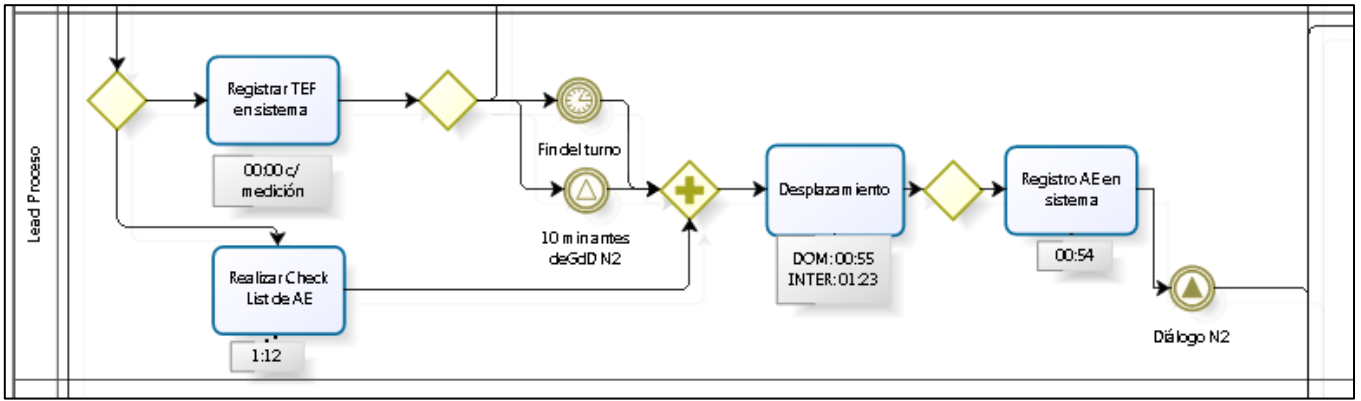 Lead Proceso
Registrar TEF
en sistema
00:00 c/
medición
Fin del turno
10 min antes
de GdD N2
Realizar Check
List de AE
1:12
Desplazamiento
DOM: 00:55
INTER: 01:23
Registro AE en
sistema
00:54
Diálogo N2